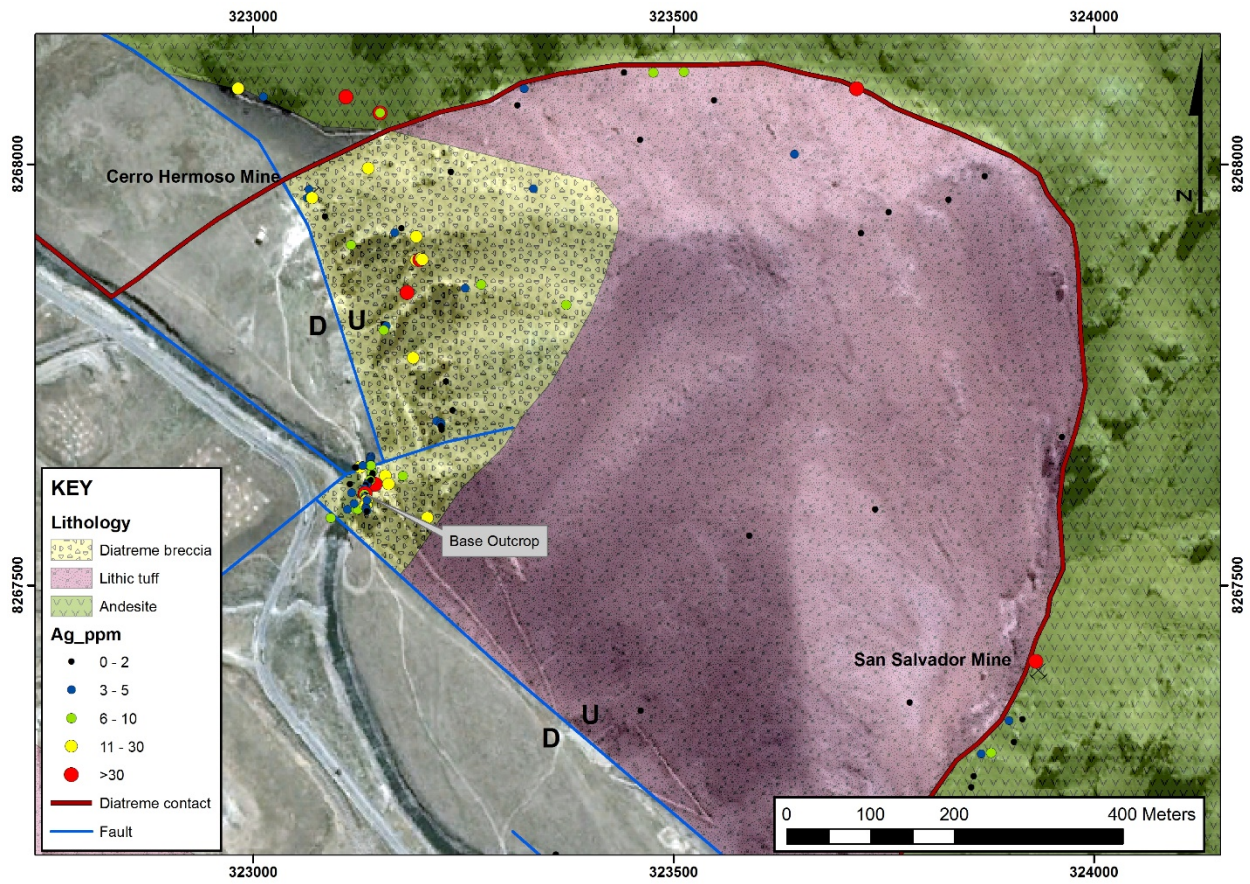 323000
323500
324000
8268000
8268000
N
Cerro Hermoso Mine
D
U
Base Outcrop
8267500
8267500
San Salvador Mine
U
D
KEY
Lithology
Diatreme breccia
Lithic tuff
Andesite
Ag_ppm
0 - 2
3 - 5
6 - 10
11 - 30
>30
Diatreme contact
Fault
0 100 200 400 Meters
323000
323500
324000